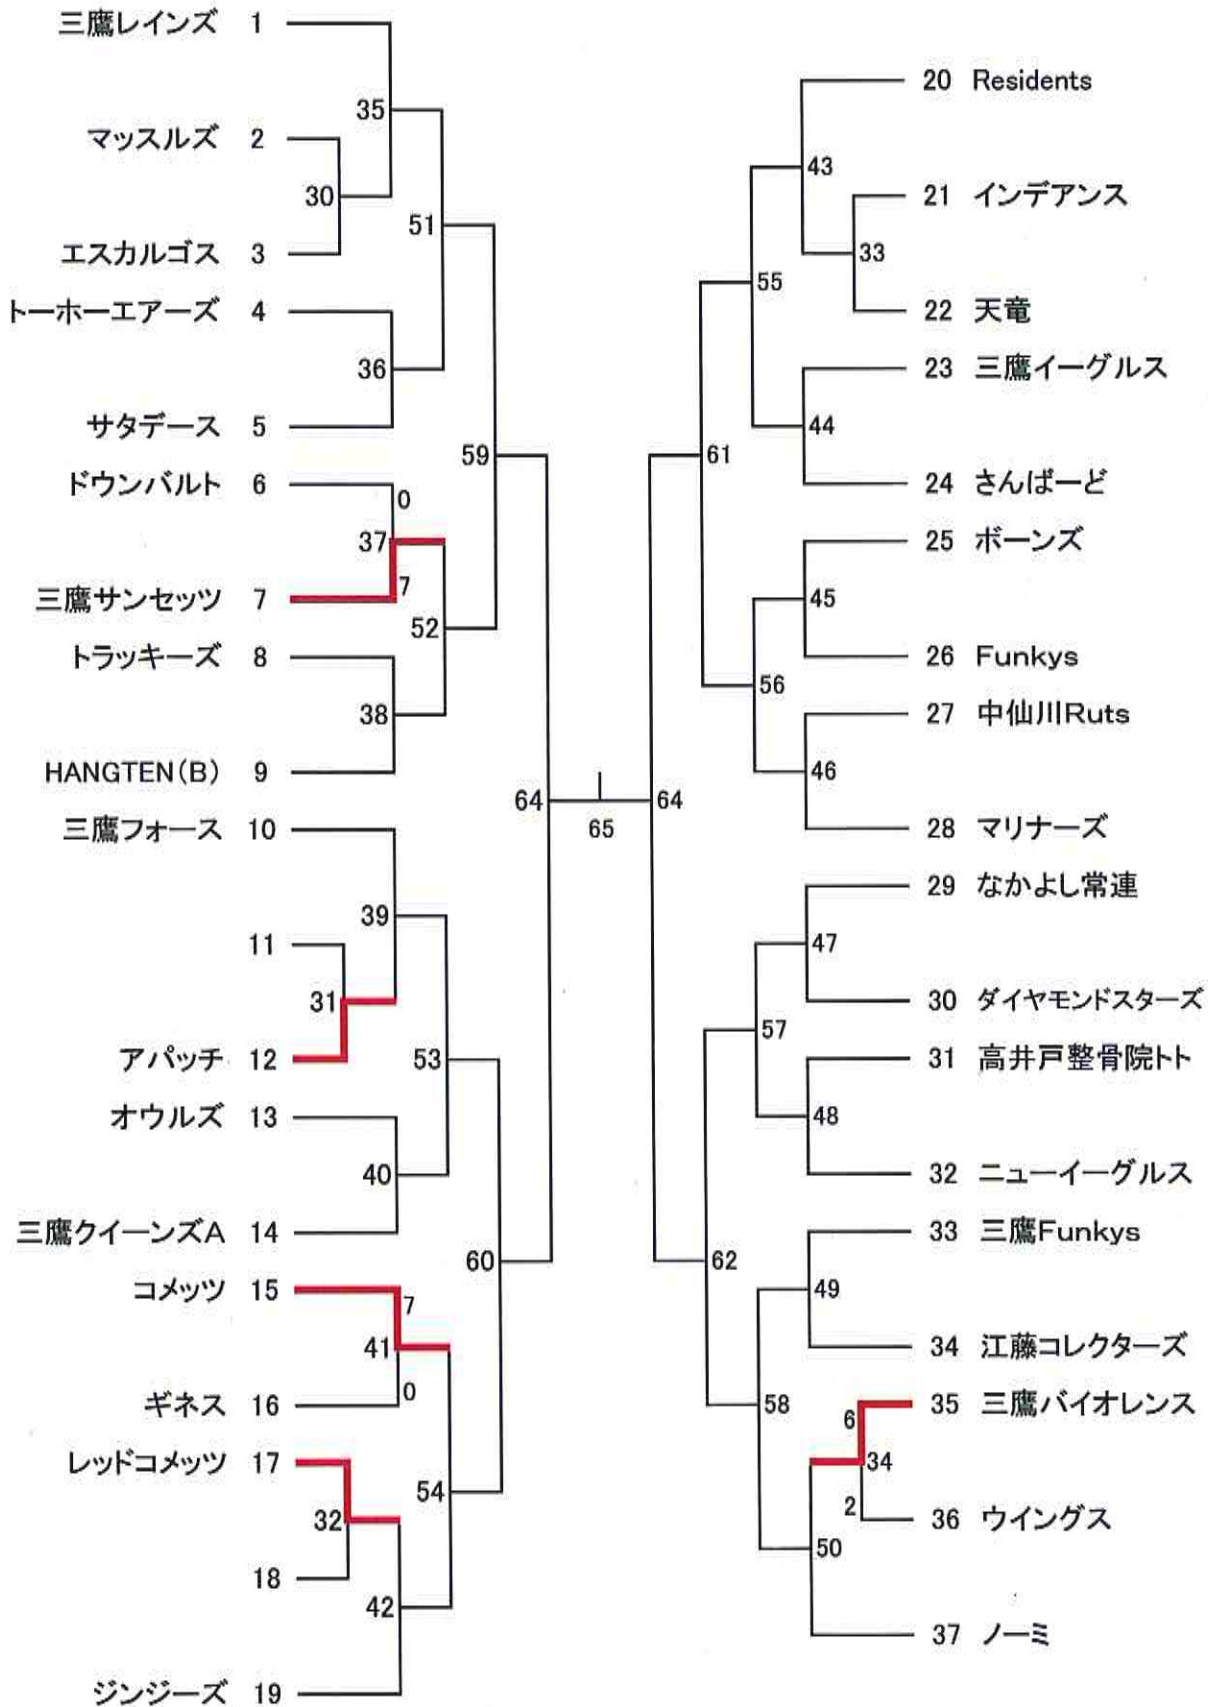 三鷹レインズ 1
マッスルズ 2
30
エスカルゴス 3
35
トーホーエアーズ 4
36
サタデース 5
51
ドウンバルト 6
0
37
7
三鷹サンセッツ 7
52
トラッキーズ 8
38
HANGTEN(B) 9
59
三鷹フォース 10
39
11
31
アパッチ 12
53
オウルズ 13
40
三鷹クイーンズA 14
60
コメッツ 15
7
41
0
ギネス 16
レッドコメッツ 17
32
18
54
42
ジンジーズ 19
64
65
64
20 Residents
43
21 インデアンス
33
22 天竜
55
23 三鷹イーグルス
44
24 さんばーど
61
25 ボーンズ
45
26 Funkys
56
27 中仙川Ruts
46
28 マリナーズ
29 なかよし常連
47
30 ダイヤモンドスターズ
57
31 高井戸整骨院トト
48
32 ニューイーグルス
62
33 三鷹Funkys
49
34 江藤コレクターズ
58
35 三鷹バイオレンス
6
34
2
36 ウイングス
50
37 ノーミ